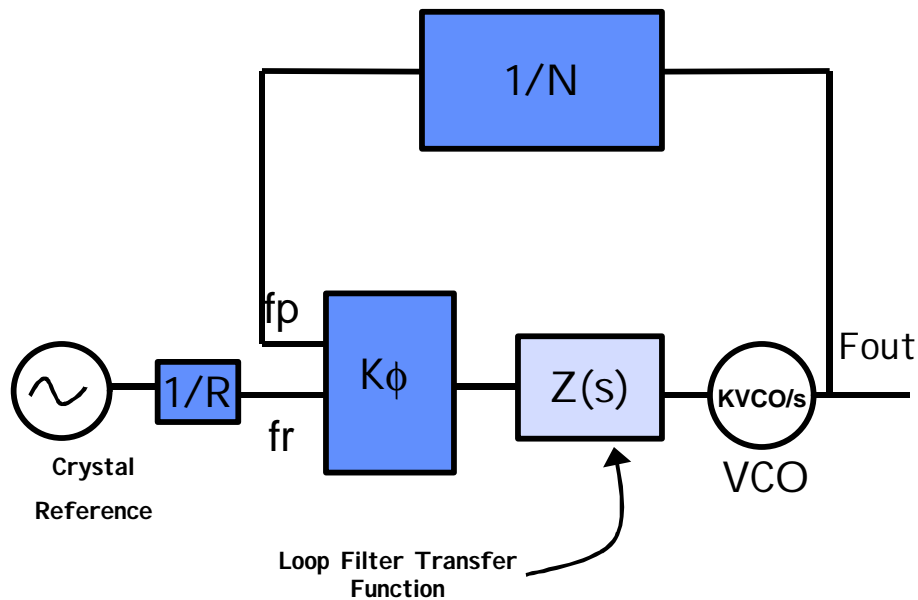 1/N
fp
Kϕ
Fout
1/R
Z(s)
KVCO/s
fr
VCO
Crystal
Reference
Loop Filter Transfer
Function